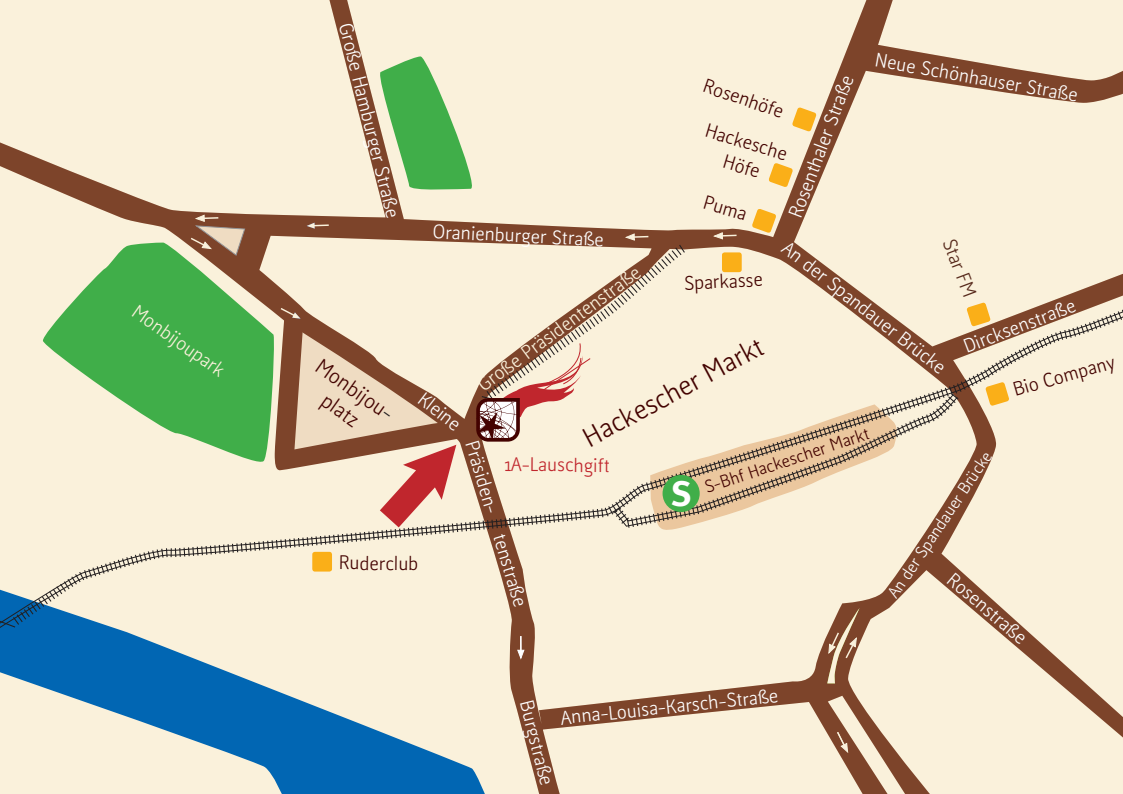 Große Hamburger Straße
Neue Schönhauser Straße
Rosenhöfe
Hackesche
Höfe
Puma
Rosenthaler Straße
Oranienburger Straße
Sparkasse
An der Spandauer Brücke
Star FM
Dircksenstraße
Bio Company
Große Präsidentenstraße
Monbijoupark
Monbijou-
platz
Kleine
Präsiden-
tenstraße
Hackescher Markt
1A-Lauschgift
S
S-Bhf Hackescher Markt
Ruderclub
An der Spandauer Brücke
Rosenstraße
Anna-Louisa-Karsch-Straße
Burgstraße